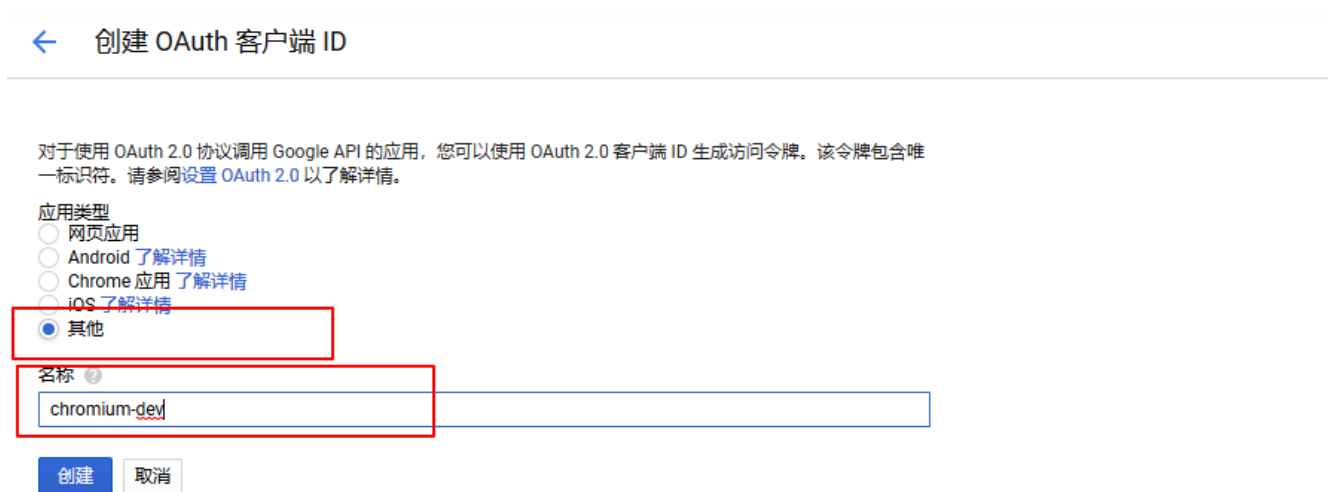 创建 OAuth 客户端 ID
对于使用 OAuth 2.0 协议调用 Google API 的应用，您可以使用 OAuth 2.0 客户端 ID 生成访问令牌。该令牌包含唯
一标识符。请参阅设置 OAuth 2.0 以了解详情。
应用类型
网页应用
Android 了解详情
Chrome 应用 了解详情
iOS 了解详情
其他
名称
chromium-dev
创建 取消